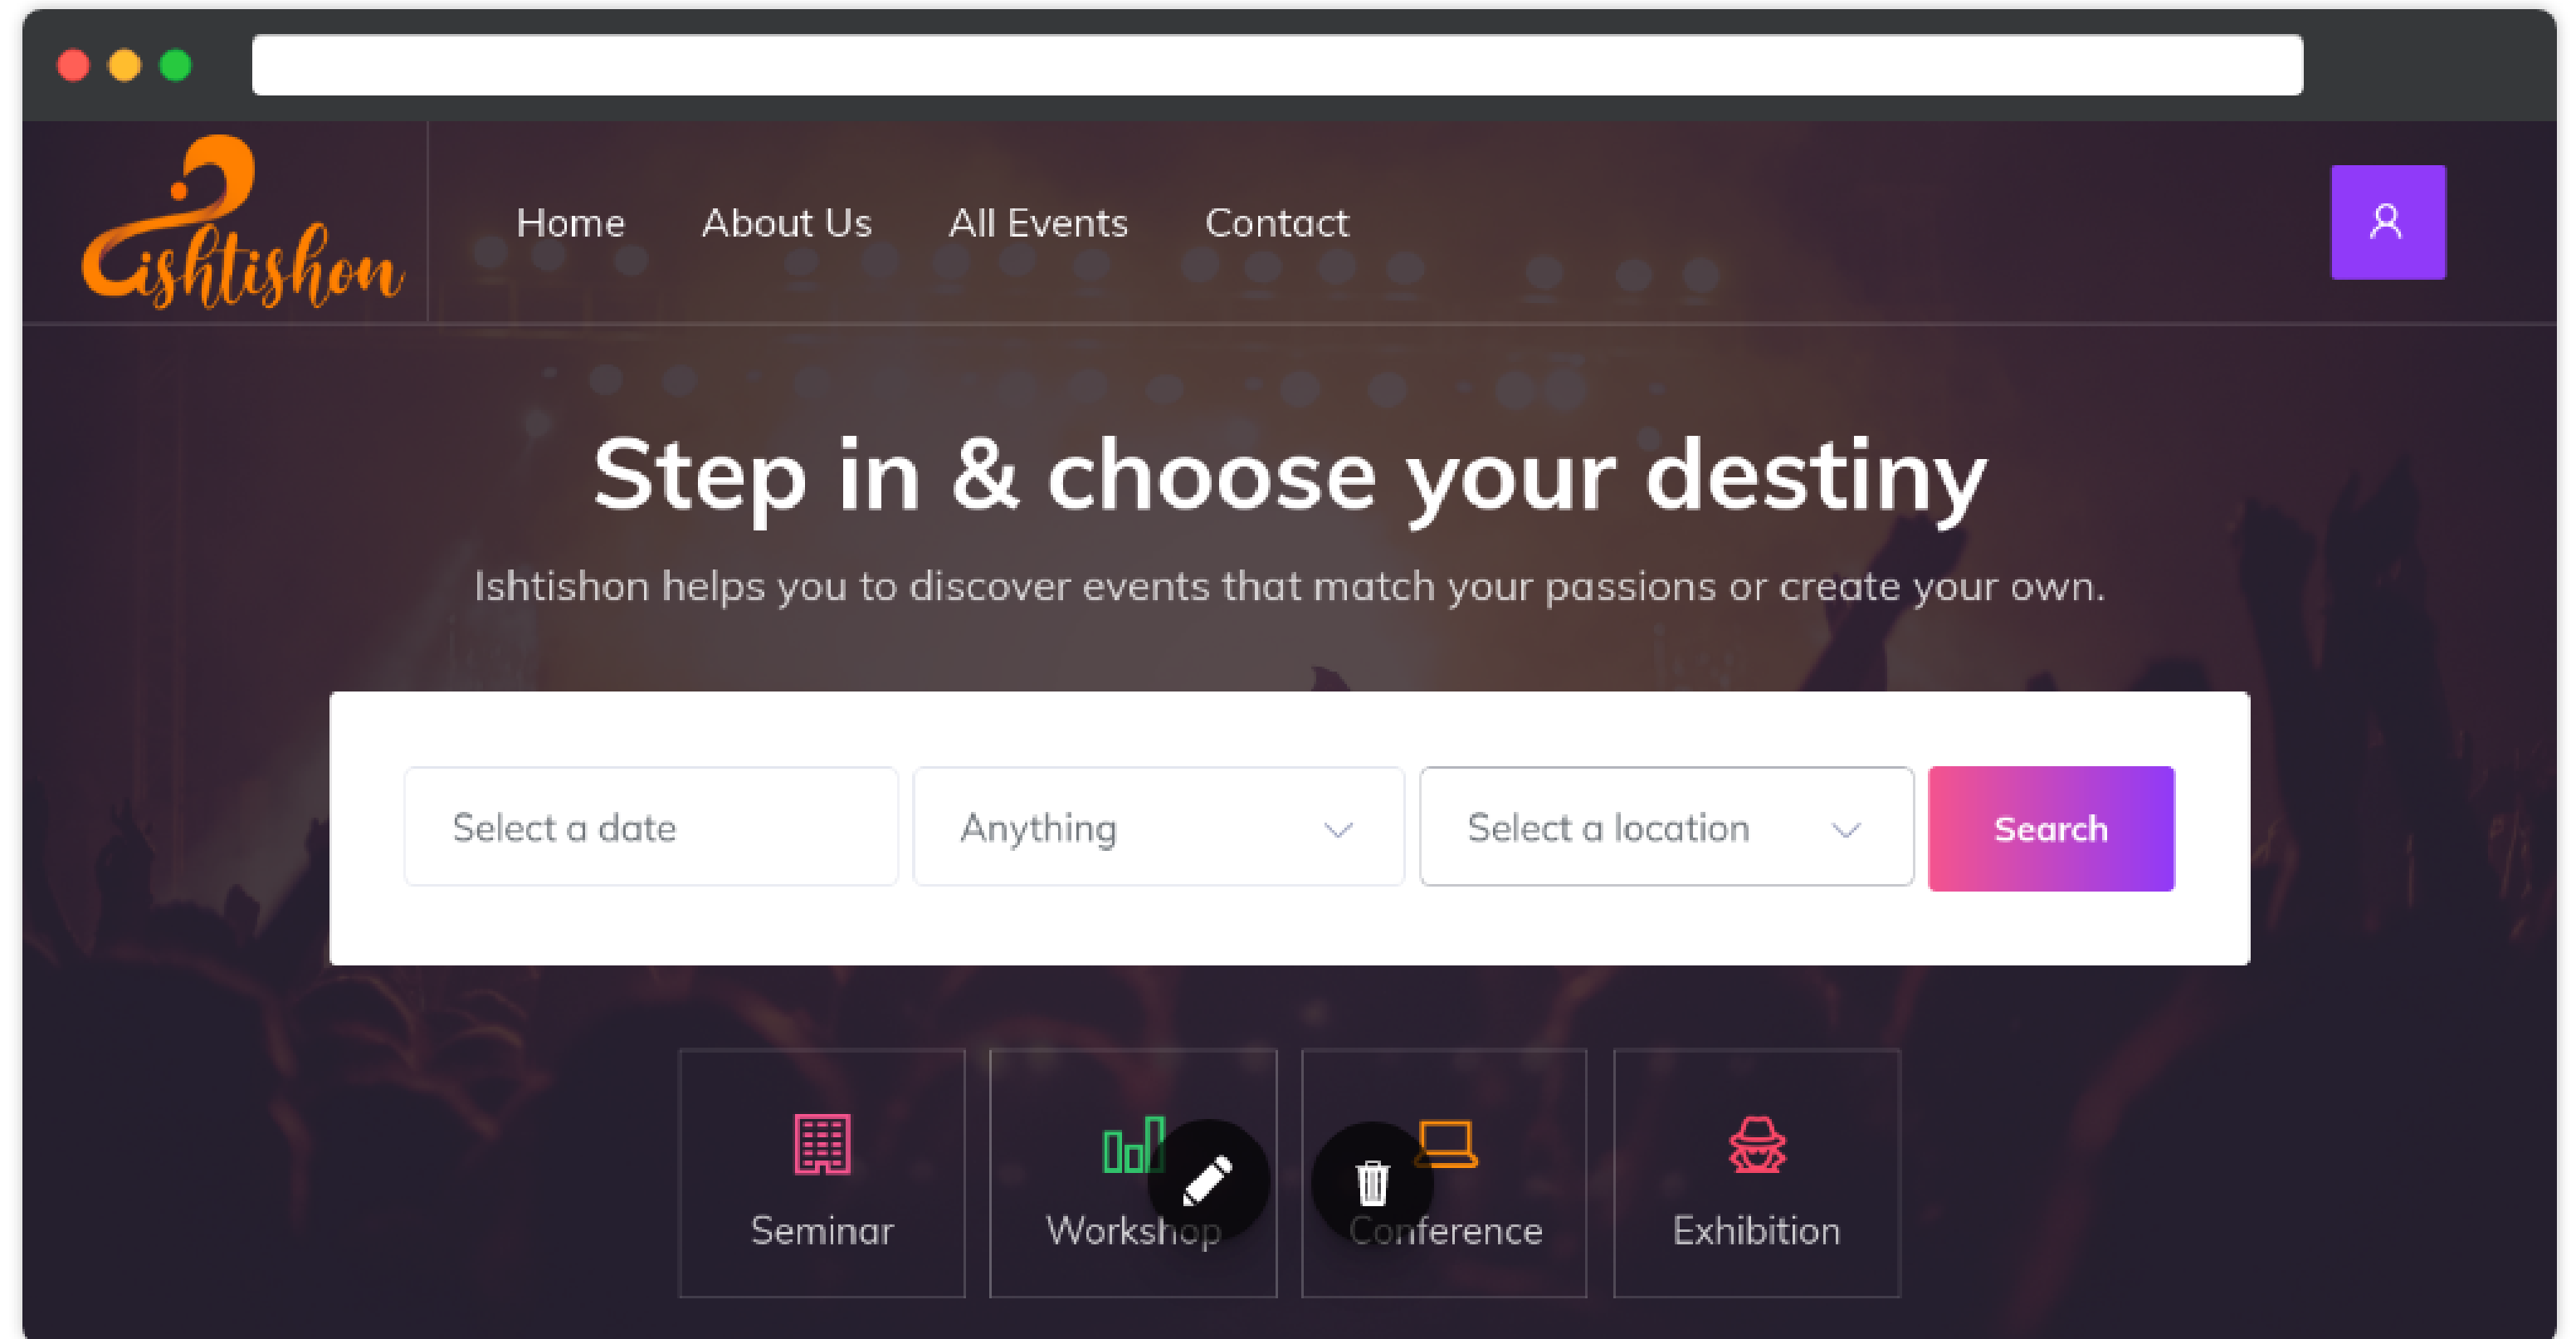 ishtishon
Home About Us All Events Contact
Step in & choose your destiny
Ishtishon helps you to discover events that match your passions or create your own.
Select a date Anything Select a location Search
Seminar Workshop Conference Exhibition